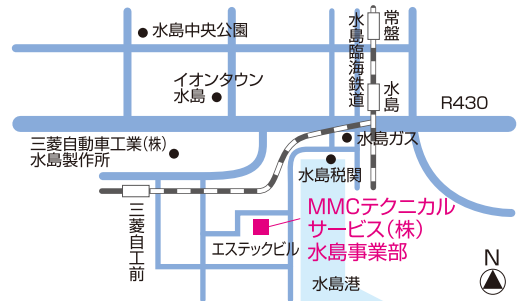 水島中央公園
常盤
水島臨海鉄道
イオンタウン
水島
水島
R430
三菱自動車工業(株)
水島製作所
水島ガス
水島税関
三菱自工前
MMCテクニカル
サービス(株)
水島事業部
エステックビル
水島港
N